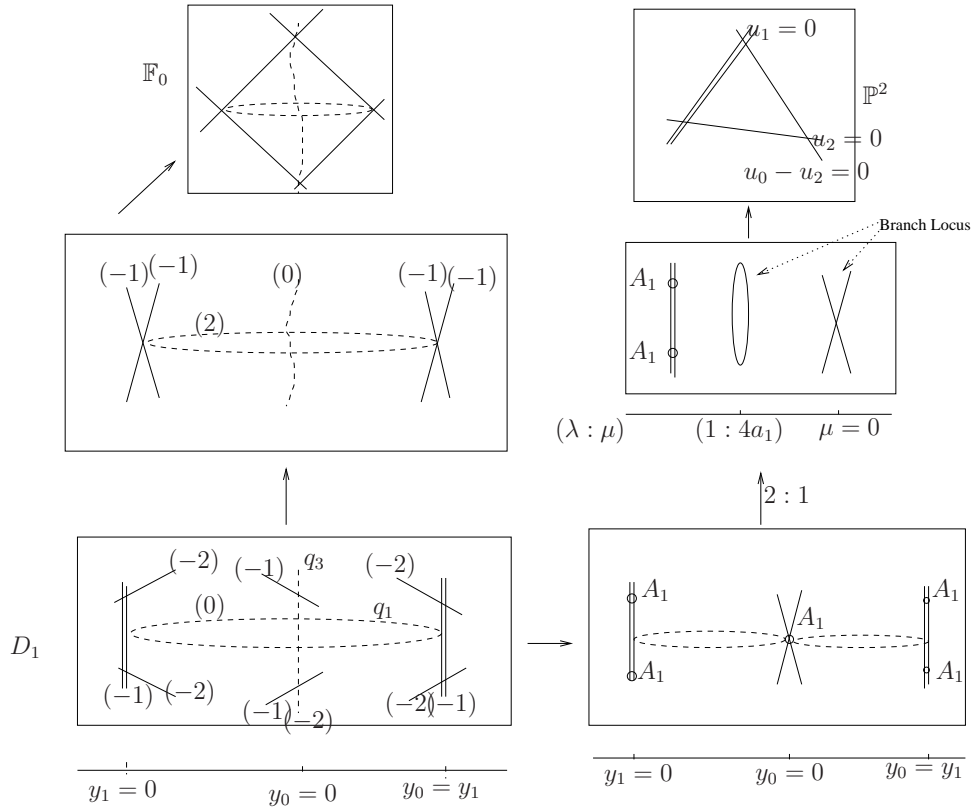 𝔽₀
u₁ = 0
ℙ²
u₂ = 0
u₀ − u₂ = 0
(−1) (−1) (0) (−1) (−1)
(2)
Branch Locus
A₁
A₁
(λ : μ) (1 : 4a₁) μ = 0
2 : 1
(−2) (−1) q₃ (−2)
(0) q₁
D₁
(−1) (−2) (−1) (−2) (−2) (−1)
A₁ A₁ A₁
A₁ A₁
y₁ = 0 y₀ = 0 y₀ = y₁
y₁ = 0 y₀ = 0 y₀ = y₁